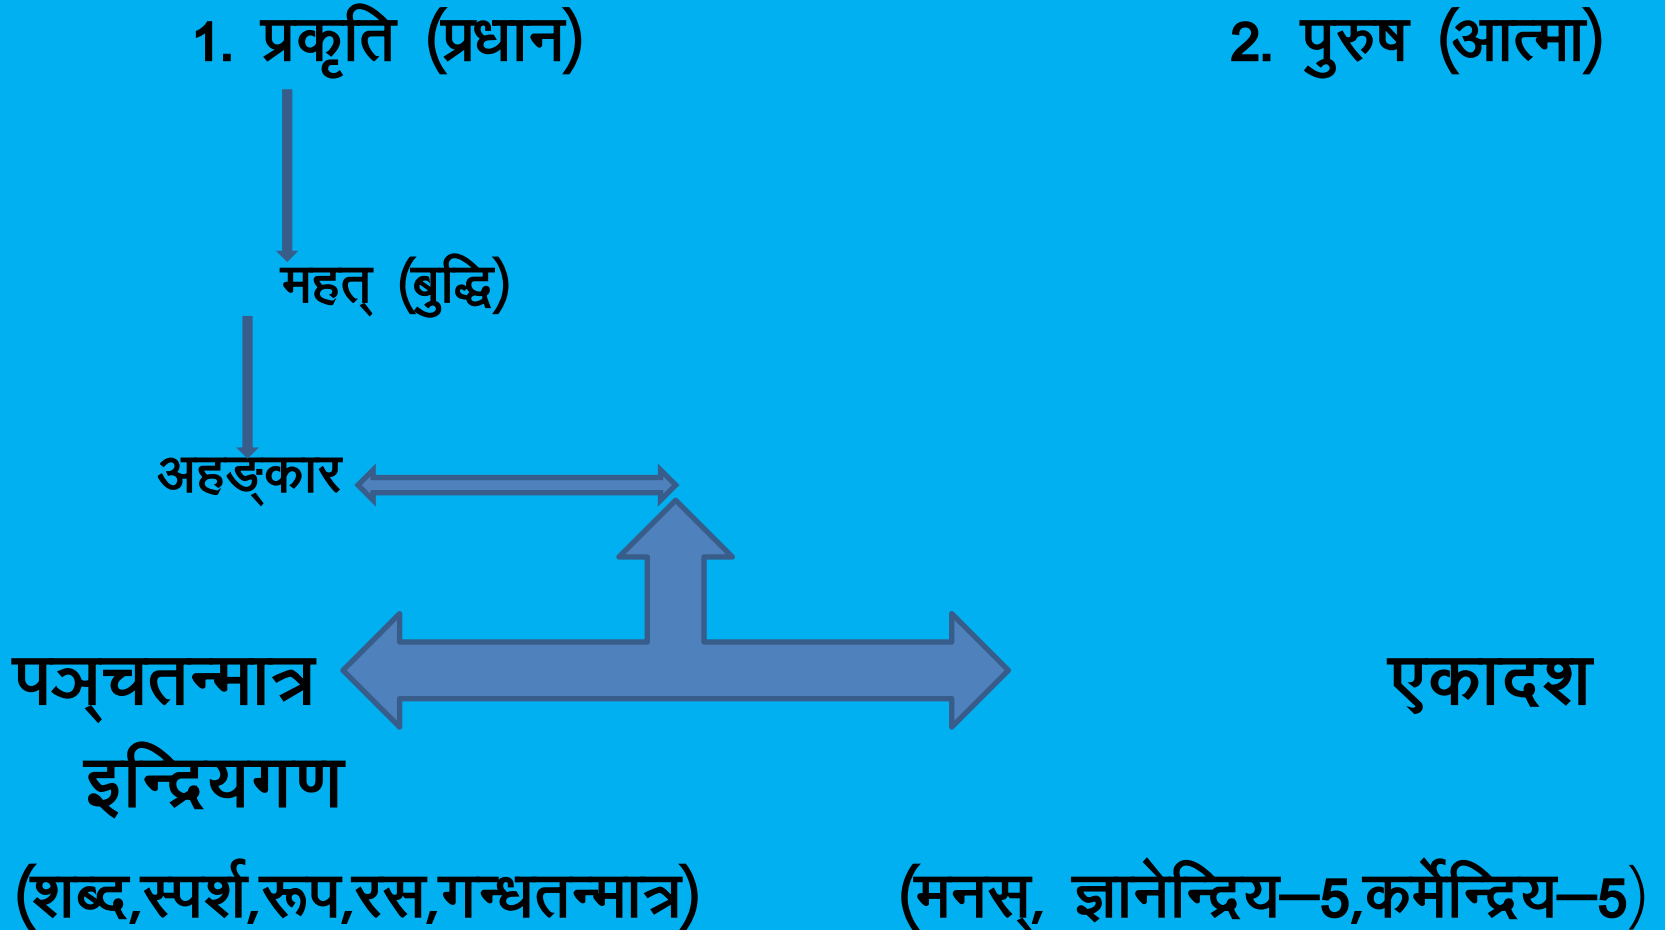 1. प्रकृति (प्रधान) 2. पुरुष (आत्मा)
महत् (बुद्धि)
अहङ्कार
पञ्चतन्मात्र एकादश
इन्द्रियगण
(शब्द,स्पर्श,रूप,रस,गन्धतन्मात्र) (मनस्, ज्ञानेन्द्रिय–5,कर्मेन्द्रिय–5)